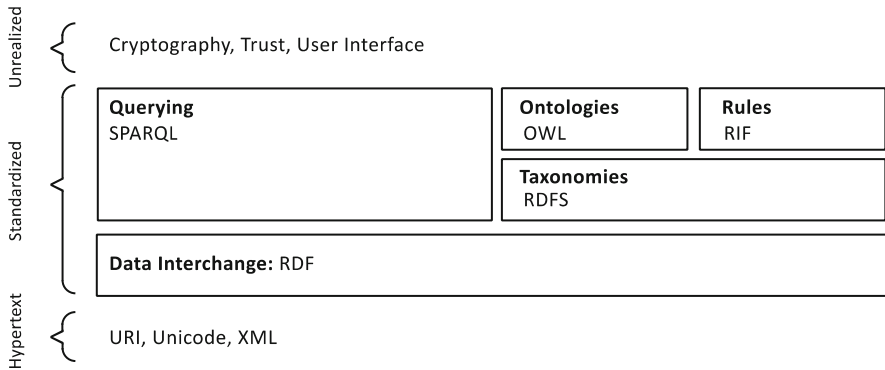 Unrealized
Cryptography, Trust, User Interface
Standardized
Querying
SPARQL
Ontologies
OWL
Rules
RIF
Taxonomies
RDFS
Data Interchange: RDF
Hypertext
URI, Unicode, XML